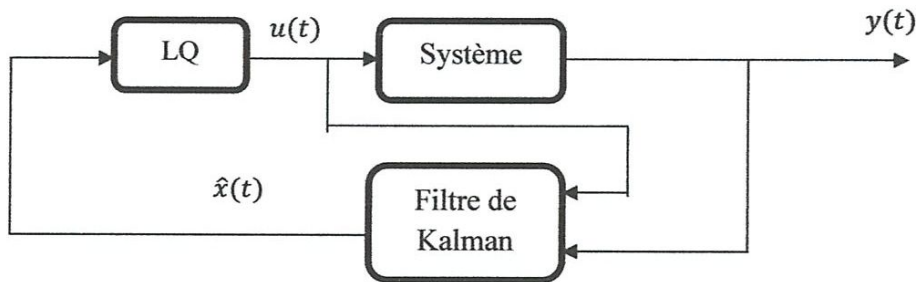 LQ
u(t)
Système
y(t)
x̂(t)
Filtre de
Kalman